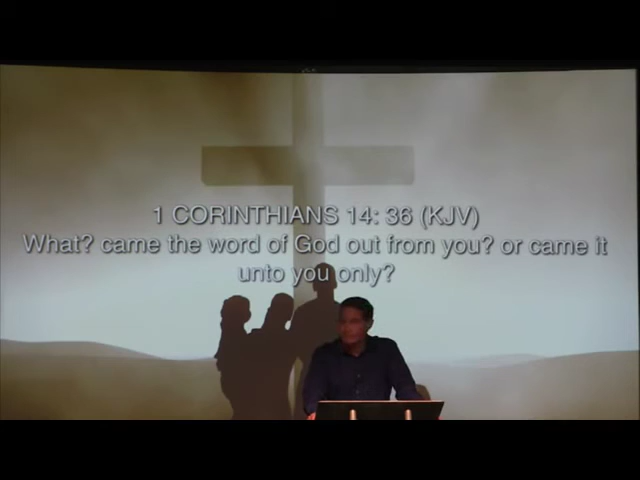 1 CORINTHIANS 14: 36 (KJV)
What? came the word of God out from you? or came it
unto you only?